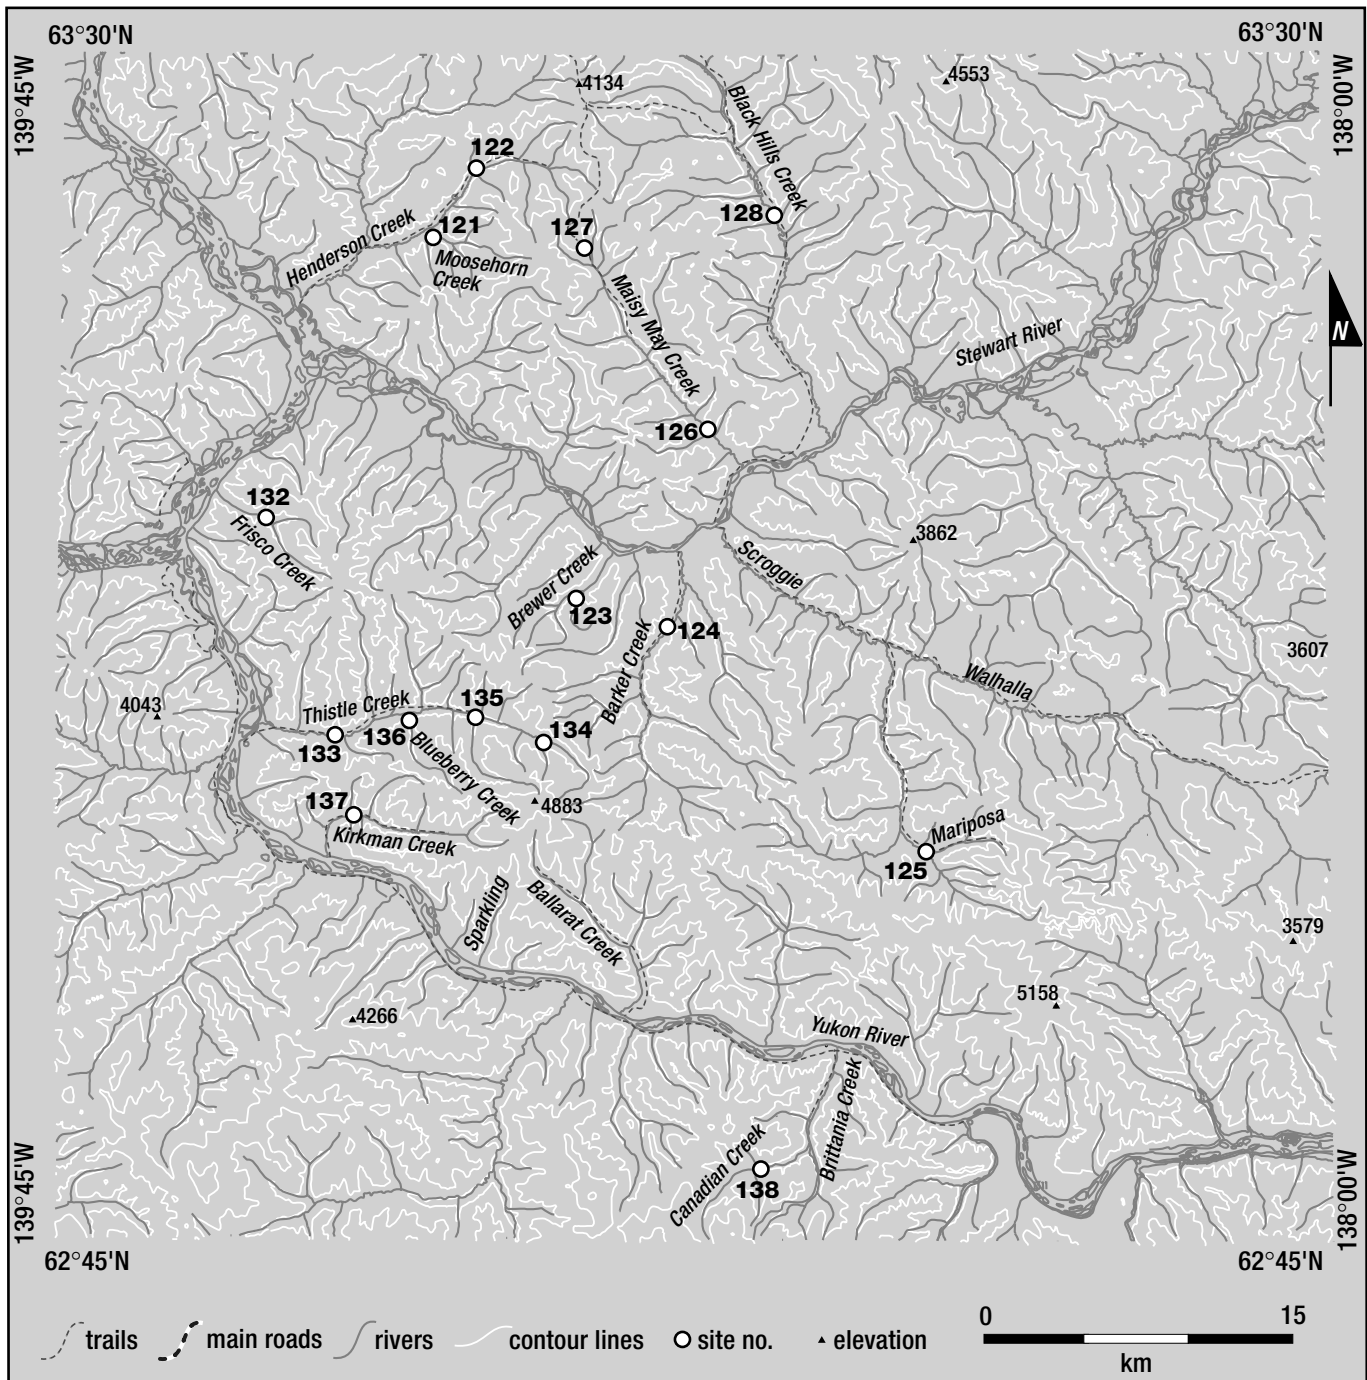 63°30'N
63°30'N
139°45'W
138°00'W
4134
4553
Black Hills Creek
122
128
121
127
Henderson Creek
Moosehorn
Creek
Maisy May Creek
N
Stewart River
126
132
Frisco Creek
3862
Scroggie
Brewer Creek
123
124
Barker Creek
3607
Walhalla
4043
Thistle Creek
135
133
136
134
Blueberry Creek
137
4883
Kirkman Creek
Mariposa
125
Sparkling
Ballarat Creek
3579
5158
4266
Yukon River
Brittania Creek
Canadian Creek
138
139°45'W
138°00'W
62°45'N
62°45'N
trails
main roads
rivers
contour lines
site no.
elevation
0
15
km